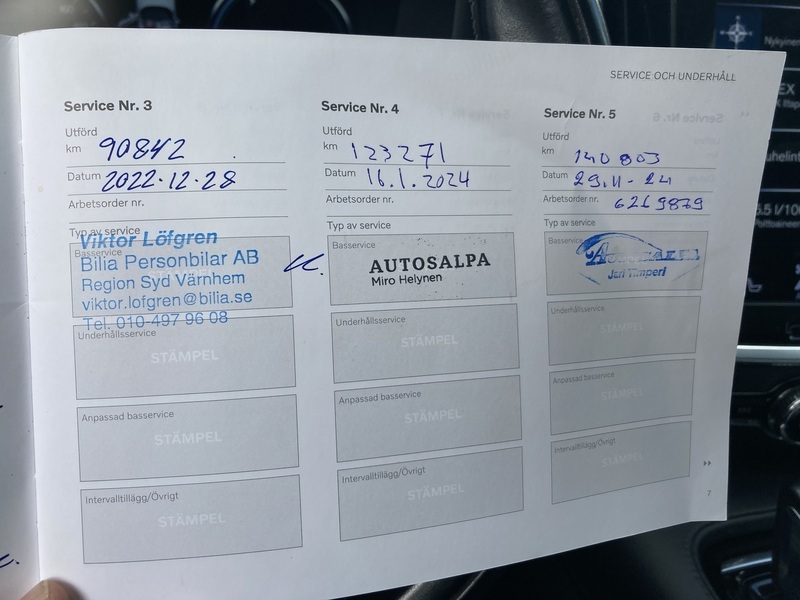 SERVICE OCH UNDERHÅLL
Service Nr. 3
Utförd
km 90842
Datum 2022-12-28
Arbetsorder nr.
Typ av service
Basservice
Viktor Löfgren
Bilia Personbilar AB
Region Syd Värnhem
viktor.lofgren@bilia.se
Tel. 010-497 96 08
Underhållsservice
STÄMPEL
Anpassad basservice
STÄMPEL
Intervalltillägg/Övrigt
STÄMPEL
Service Nr. 4
Utförd
km 123271
Datum 16.1.2024
Arbetsorder nr.
Typ av service
Basservice
AUTOSALPA
Miro Helynen
Underhållsservice
STÄMPEL
Anpassad basservice
STÄMPEL
Intervalltillägg/Övrigt
STÄMPEL
Service Nr. 5
Utförd
km 140 803
Datum 29.11-24
Arbetsorder nr. 6219879
Typ av service
Basservice
Jari Timperi
Underhållsservice
STÄMPEL
Anpassad basservice
STÄMPEL
Intervalltillägg/Övrigt
STÄMPEL
7